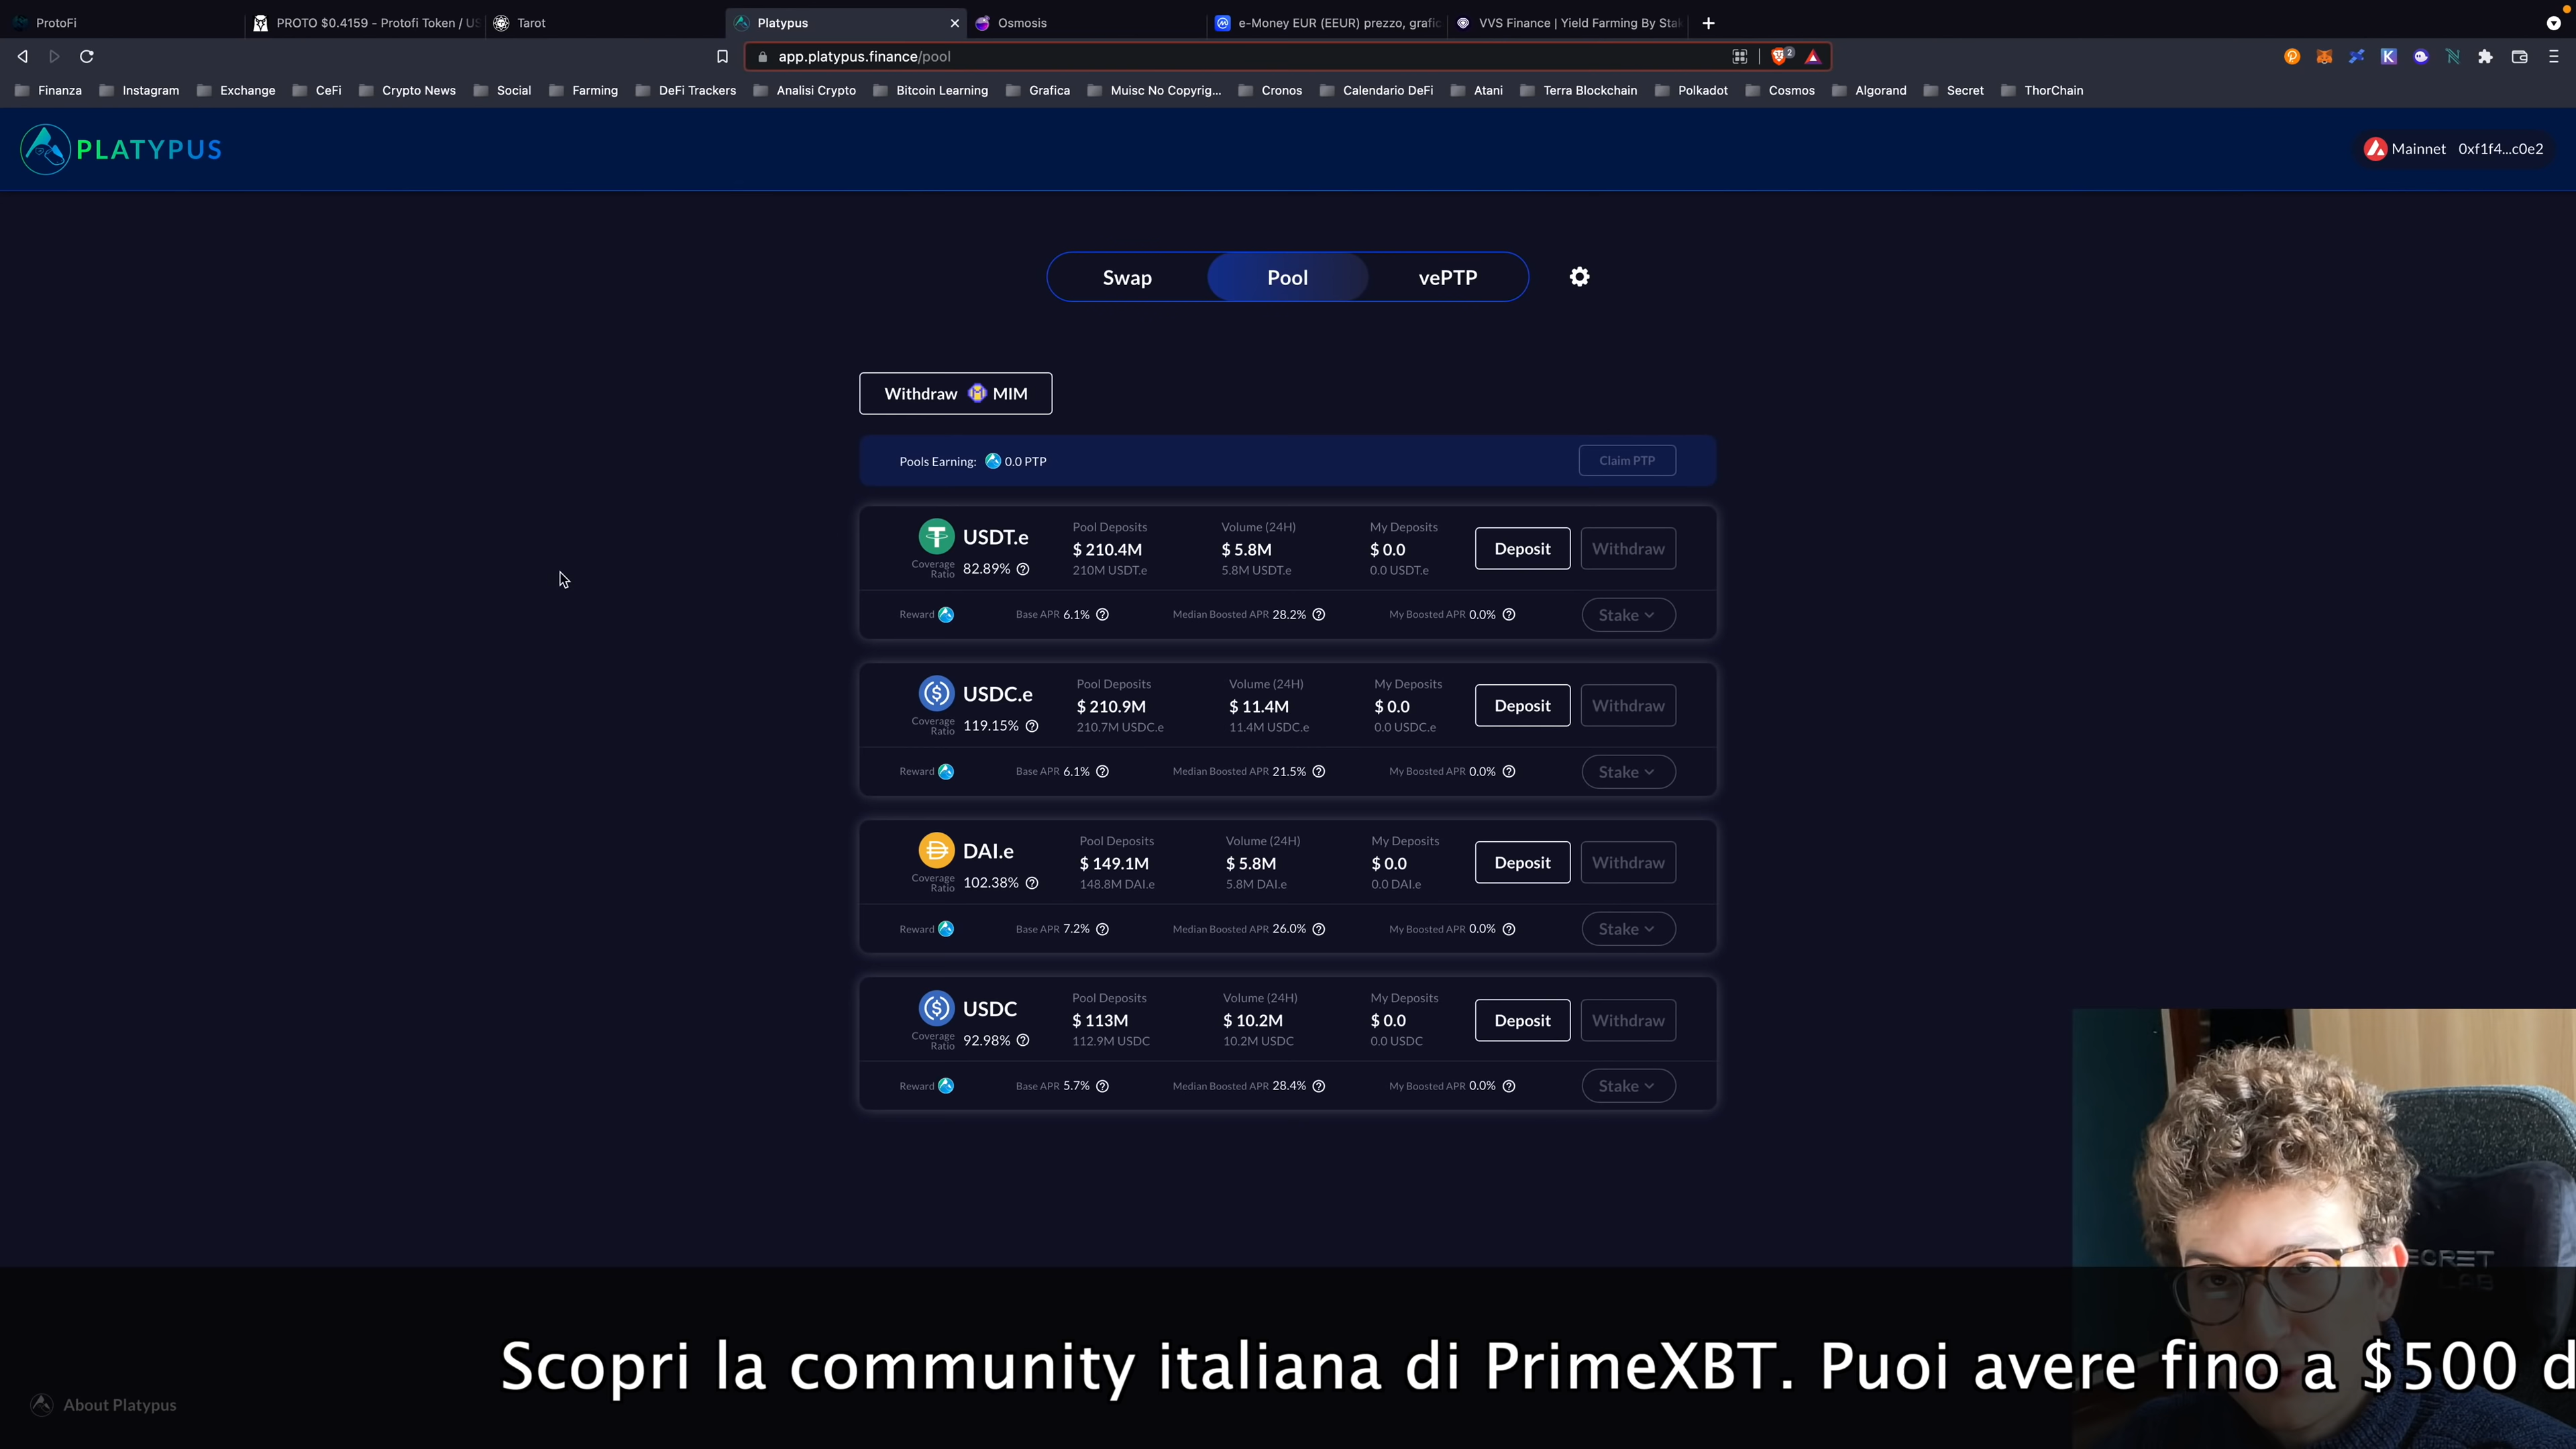 ProtoFi
PROTO $0.4159 - Protofi Token / US
Tarot
Platypus
Osmosis
e-Money EUR (EEUR) prezzo, grafic
VVS Finance | Yield Farming By Stak
app.platypus.finance/pool
2
Finanza
Instagram
Exchange
CeFi
Crypto News
Social
Farming
DeFi Trackers
Analisi Crypto
Bitcoin Learning
Grafica
Muisc No Copyrig...
Cronos
Calendario DeFi
Atani
Terra Blockchain
Polkadot
Cosmos
Algorand
Secret
ThorChain
PLATYPUS
Mainnet 0xf1f4...c0e2
Swap
Pool
vePTP
Withdraw MIM
Pools Earning: 0.0 PTP
Claim PTP
USDT.e
Coverage Ratio 82.89%
Pool Deposits
$ 210.4M
210M USDT.e
Volume (24H)
$ 5.8M
5.8M USDT.e
My Deposits
$ 0.0
0.0 USDT.e
Deposit
Withdraw
Reward
Base APR 6.1%
Median Boosted APR 28.2%
My Boosted APR 0.0%
Stake
USDC.e
Coverage Ratio 119.15%
Pool Deposits
$ 210.9M
210.7M USDC.e
Volume (24H)
$ 11.4M
11.4M USDC.e
My Deposits
$ 0.0
0.0 USDC.e
Deposit
Withdraw
Reward
Base APR 6.1%
Median Boosted APR 21.5%
My Boosted APR 0.0%
Stake
DAI.e
Coverage Ratio 102.38%
Pool Deposits
$ 149.1M
148.8M DAI.e
Volume (24H)
$ 5.8M
5.8M DAI.e
My Deposits
$ 0.0
0.0 DAI.e
Deposit
Withdraw
Reward
Base APR 7.2%
Median Boosted APR 26.0%
My Boosted APR 0.0%
Stake
USDC
Coverage Ratio 92.98%
Pool Deposits
$ 113M
112.9M USDC
Volume (24H)
$ 10.2M
10.2M USDC
My Deposits
$ 0.0
0.0 USDC
Deposit
Withdraw
Reward
Base APR 5.7%
Median Boosted APR 28.4%
My Boosted APR 0.0%
Stake
ECRET
LAB
Scopri la community italiana di PrimeXBT. Puoi avere fino a $500 d
About Platypus